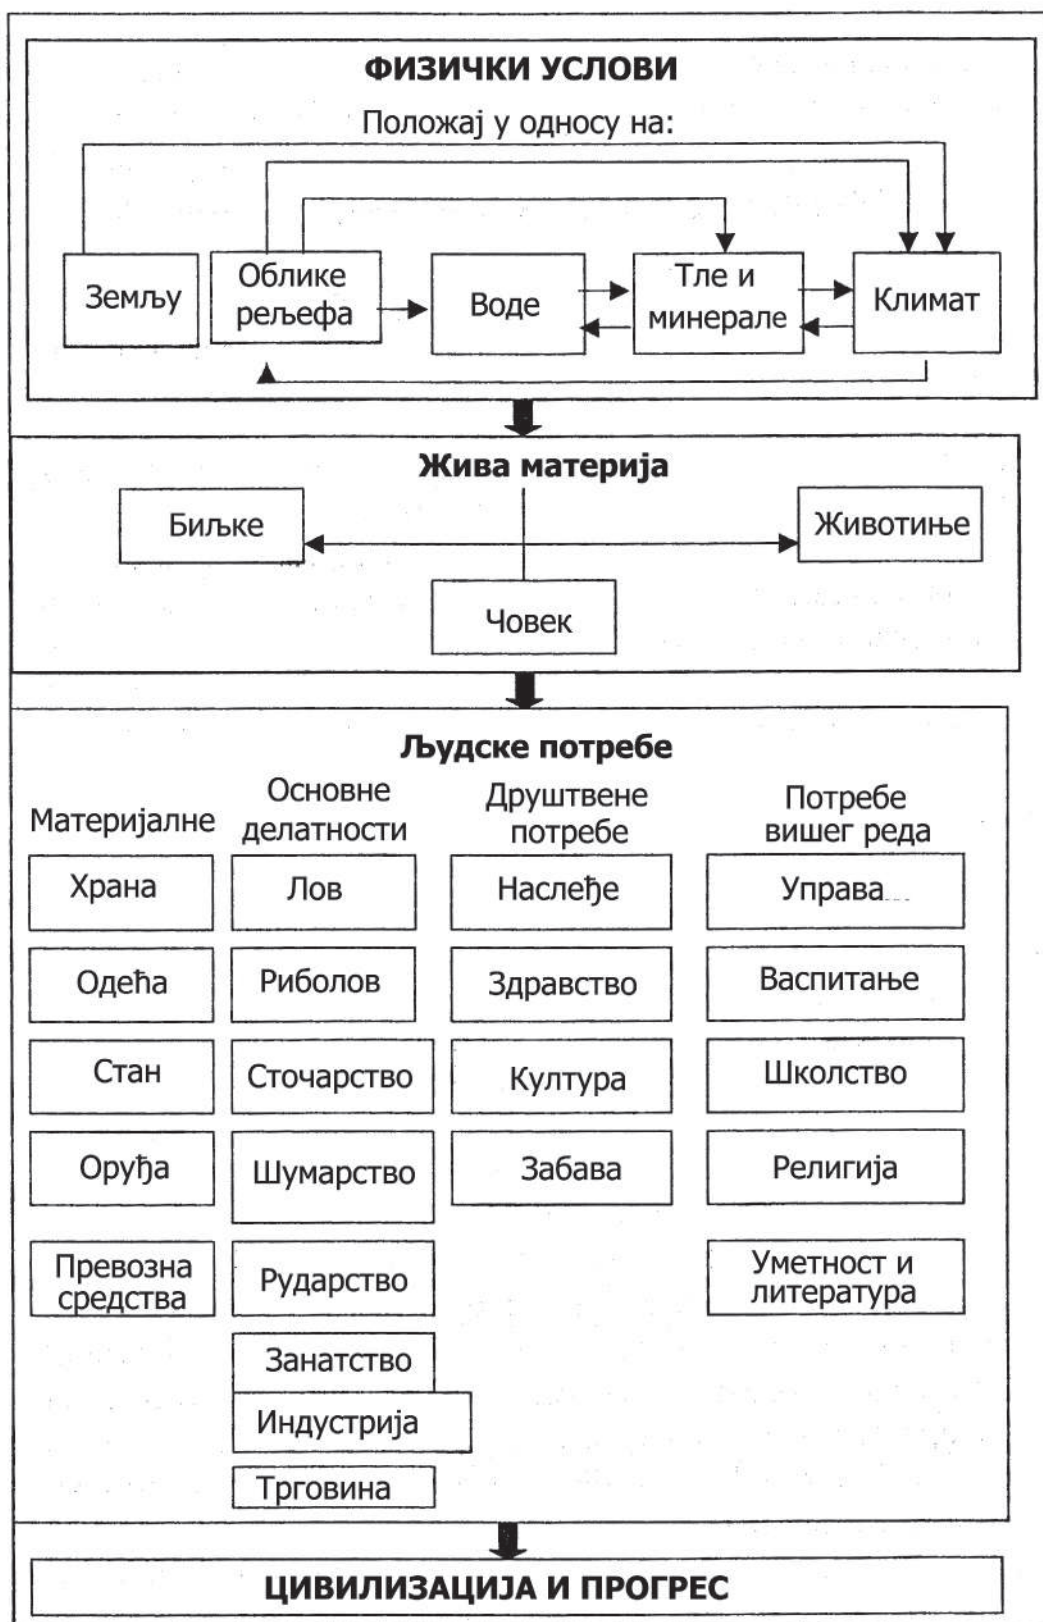 ФИЗИЧКИ УСЛОВИ
Положај у односу на:
Земљу
Облике
рељефа
Воде
Тле и
минерале
Климат
Жива материја
Биљке
Животиње
Човек
Људске потребе
Материјалне
Храна
Одећа
Стан
Оруђа
Превозна
средства
Основне
делатности
Лов
Риболов
Сточарство
Шумарство
Рударство
Занатство
Индустрија
Трговина
Друштвене
потребе
Наслеђе
Здравство
Култура
Забава
Потребе
вишег реда
Управа
Васпитање
Школство
Религија
Уметност и
литература
ЦИВИЛИЗАЦИЈА И ПРОГРЕС